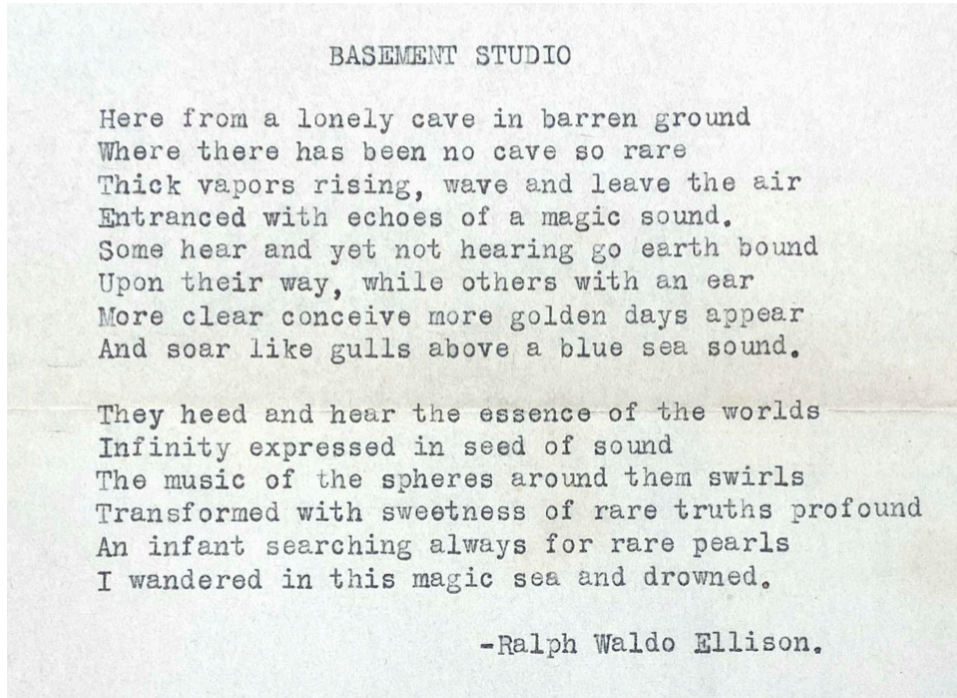 BASEMENT STUDIO
Here from a lonely cave in barren ground
Where there has been no cave so rare
Thick vapors rising, wave and leave the air
Entranced with echoes of a magic sound.
Some hear and yet not hearing go earth bound
Upon their way, while others with an ear
More clear conceive more golden days appear
And soar like gulls above a blue sea sound.
They heed and hear the essence of the worlds
Infinity expressed in seed of sound
The music of the spheres around them swirls
Transformed with sweetness of rare truths profound
An infant searching always for rare pearls
I wandered in this magic sea and drowned.
-Ralph Waldo Ellison.